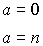 a = 0
a = n